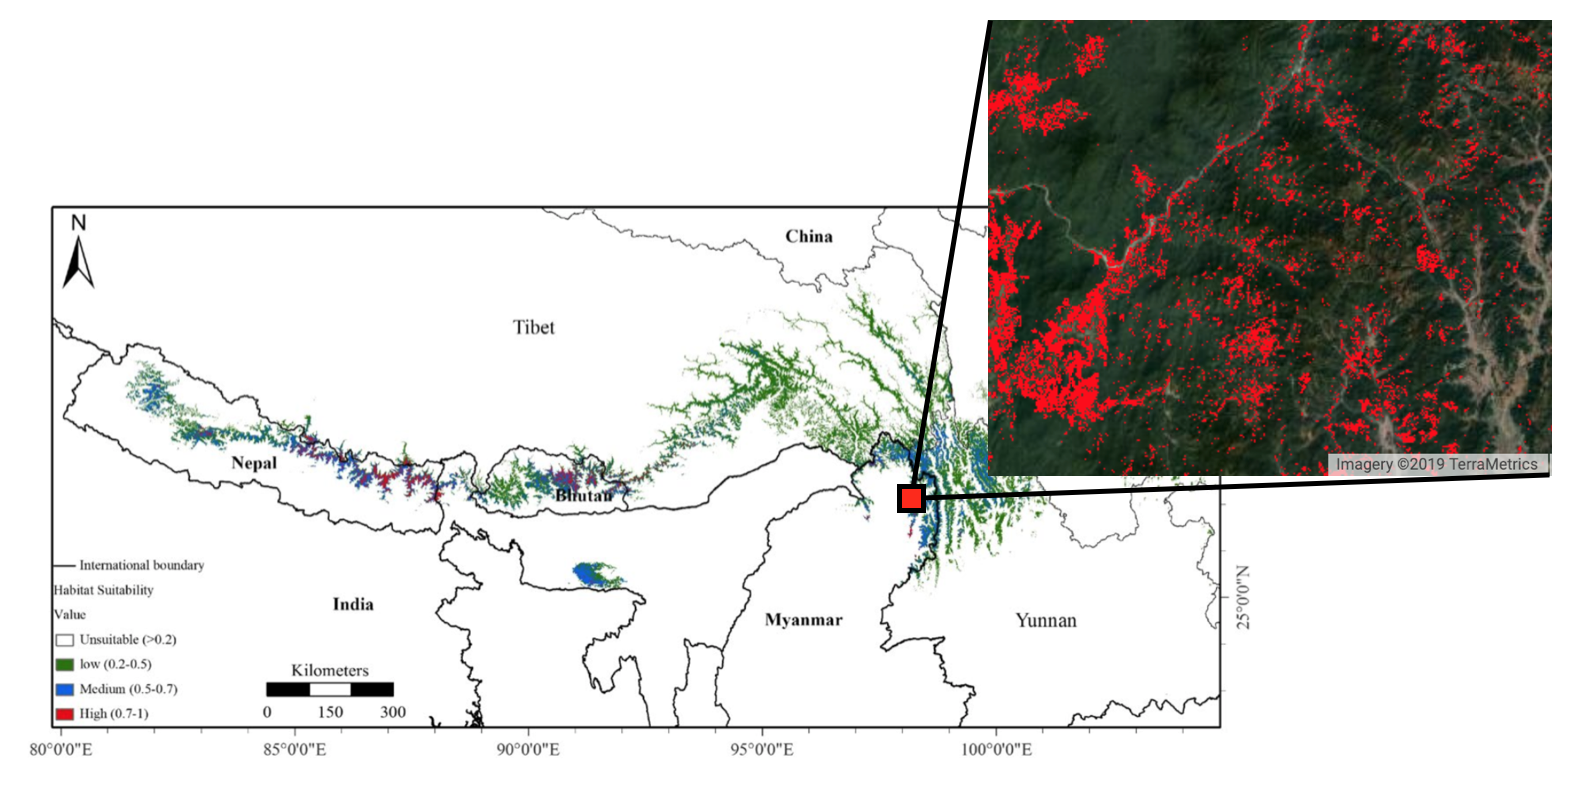 N
China
Tibet
Nepal
Bhutan
Imagery ©2019 TerraMetrics
International boundary
Habitat Suitability
Value
Unsuitable (>0.2)
low (0.2-0.5)
Medium (0.5-0.7)
High (0.7-1)
India
Myanmar
Yunnan
25°0'0"N
Kilometers
0 150 300
80°0'0"E 85°0'0"E 90°0'0"E 95°0'0"E 100°0'0"E